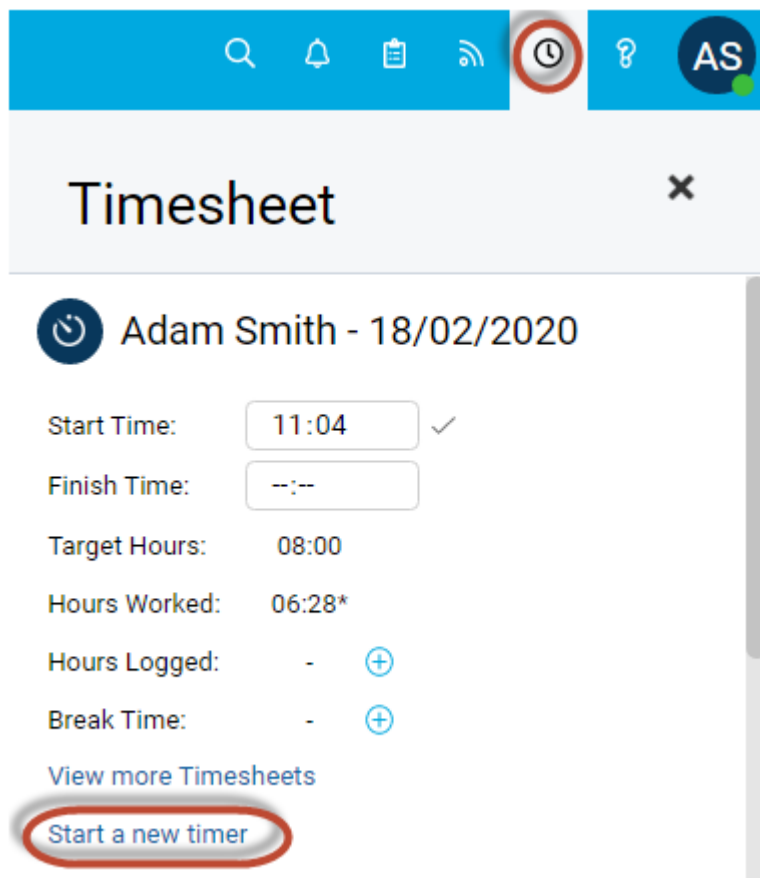 AS
Timesheet
Adam Smith - 18/02/2020
Start Time: 11:04
Finish Time: --:--
Target Hours: 08:00
Hours Worked: 06:28*
Hours Logged: -
Break Time: -
View more Timesheets
Start a new timer